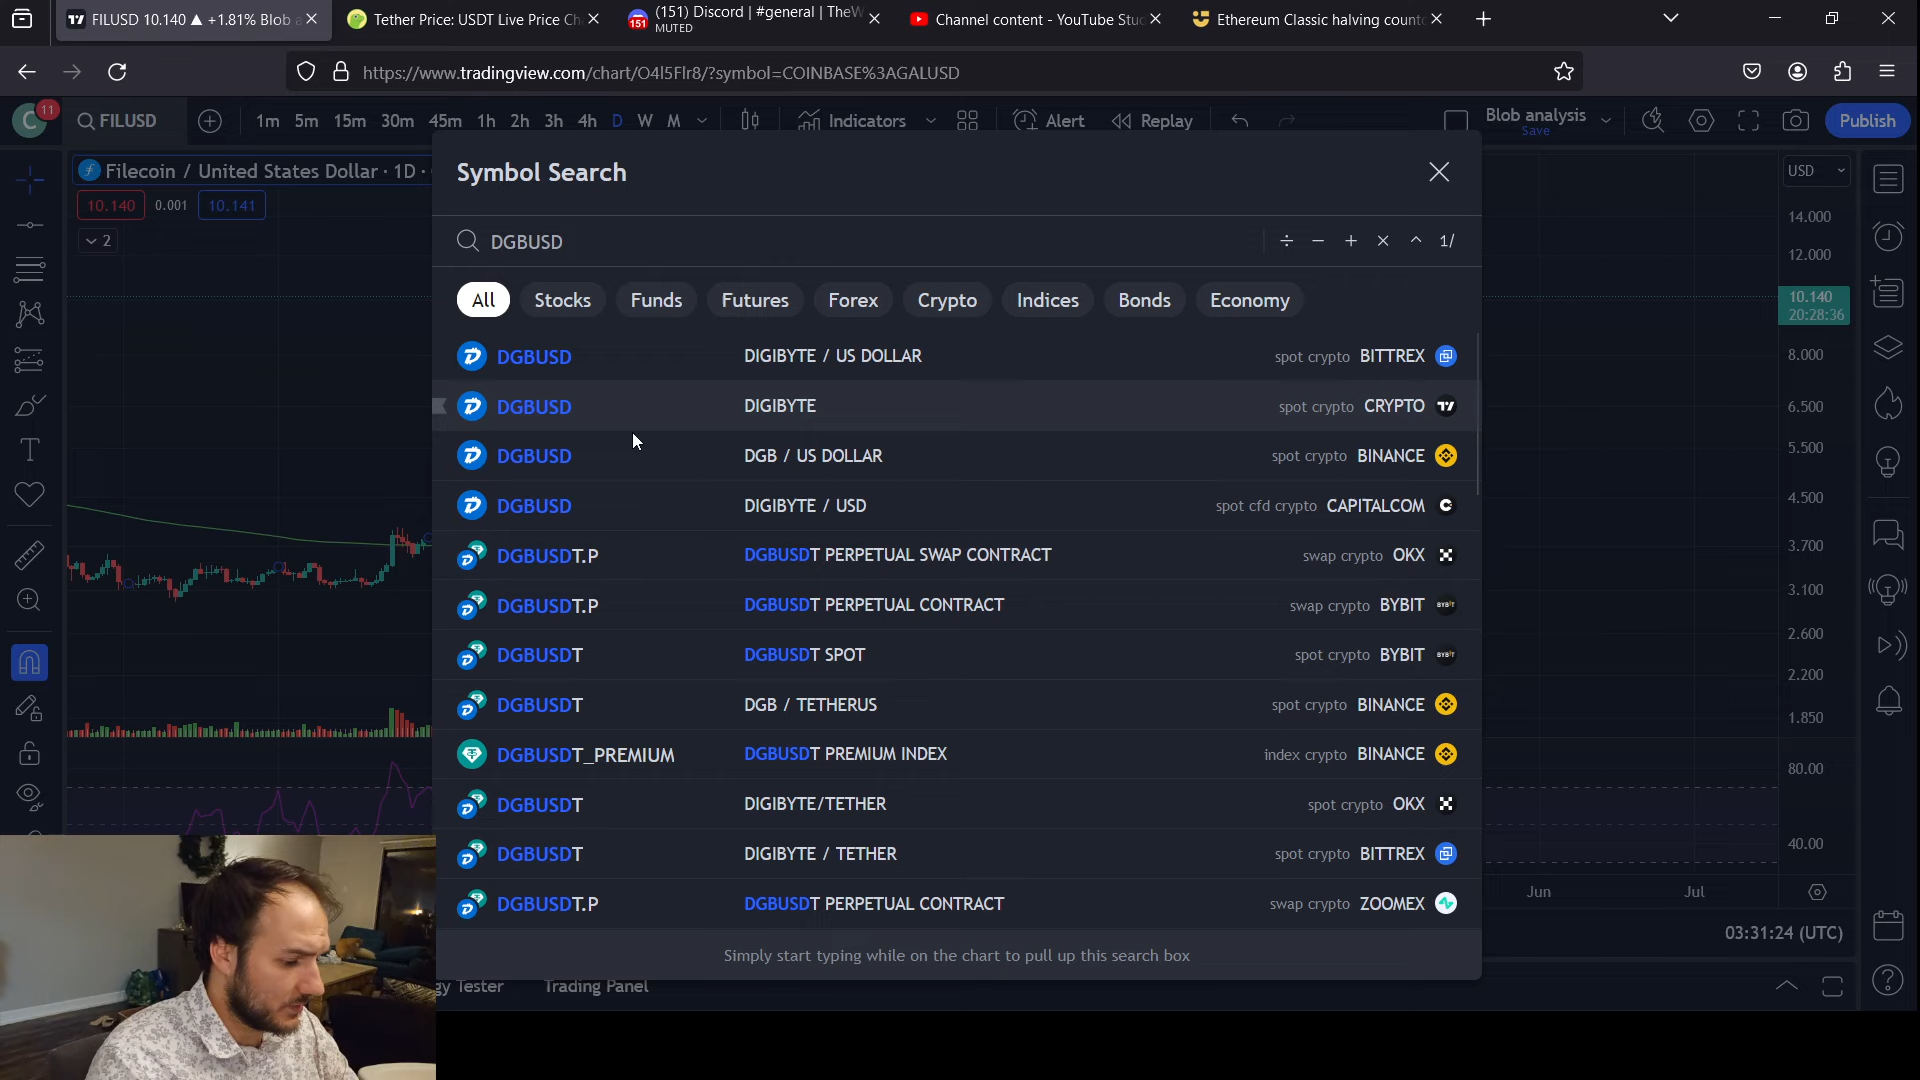 FILUSD 10.140 ▲ +1.81% Blob a
Tether Price: USDT Live Price Ch
(151) Discord | #general | TheW
MUTED
151
Channel content - YouTube Stu
Ethereum Classic halving count
https://www.tradingview.com/chart/O4l5Flr8/?symbol=COINBASE%3AGALUSD
C
11
FILUSD
1m 5m 15m 30m 45m 1h 2h 3h 4h D W M
Indicators
Alert
Replay
Blob analysis
Save
Publish
Filecoin / United States Dollar · 1D ·
10.140
0.001
10.141
2
Symbol Search
DGBUSD
÷ − + × ^ 1/
All Stocks Funds Futures Forex Crypto Indices Bonds Economy
DGBUSD DIGIBYTE / US DOLLAR spot crypto BITTREX
DGBUSD DIGIBYTE spot crypto CRYPTO
DGBUSD DGB / US DOLLAR spot crypto BINANCE
DGBUSD DIGIBYTE / USD spot cfd crypto CAPITALCOM
DGBUSDT.P DGBUSDT PERPETUAL SWAP CONTRACT swap crypto OKX
DGBUSDT.P DGBUSDT PERPETUAL CONTRACT swap crypto BYBIT
DGBUSDT DGBUSDT SPOT spot crypto BYBIT
DGBUSDT DGB / TETHERUS spot crypto BINANCE
DGBUSDT_PREMIUM DGBUSDT PREMIUM INDEX index crypto BINANCE
DGBUSDT DIGIBYTE/TETHER spot crypto OKX
DGBUSDT DIGIBYTE / TETHER spot crypto BITTREX
DGBUSDT.P DGBUSDT PERPETUAL CONTRACT swap crypto ZOOMEX
Simply start typing while on the chart to pull up this search box
USD
14.000
12.000
10.140
20:28:36
8.000
6.500
5.500
4.500
3.700
3.100
2.600
2.200
1.850
80.00
40.00
Jun
Jul
03:31:24 (UTC)
gy Tester
Trading Panel